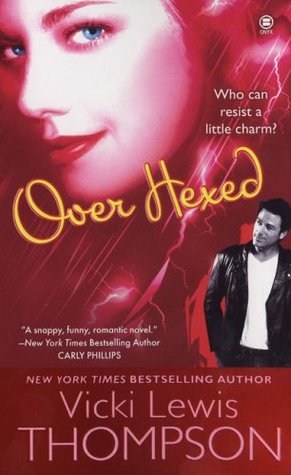 ONYX
Who can
resist a
little charm?
Over Hexed
"A snappy, funny, romantic novel."
—New York Times Bestselling Author
CARLY PHILLIPS
NEW YORK TIMES BESTSELLING AUTHOR
Vicki Lewis
THOMPSON